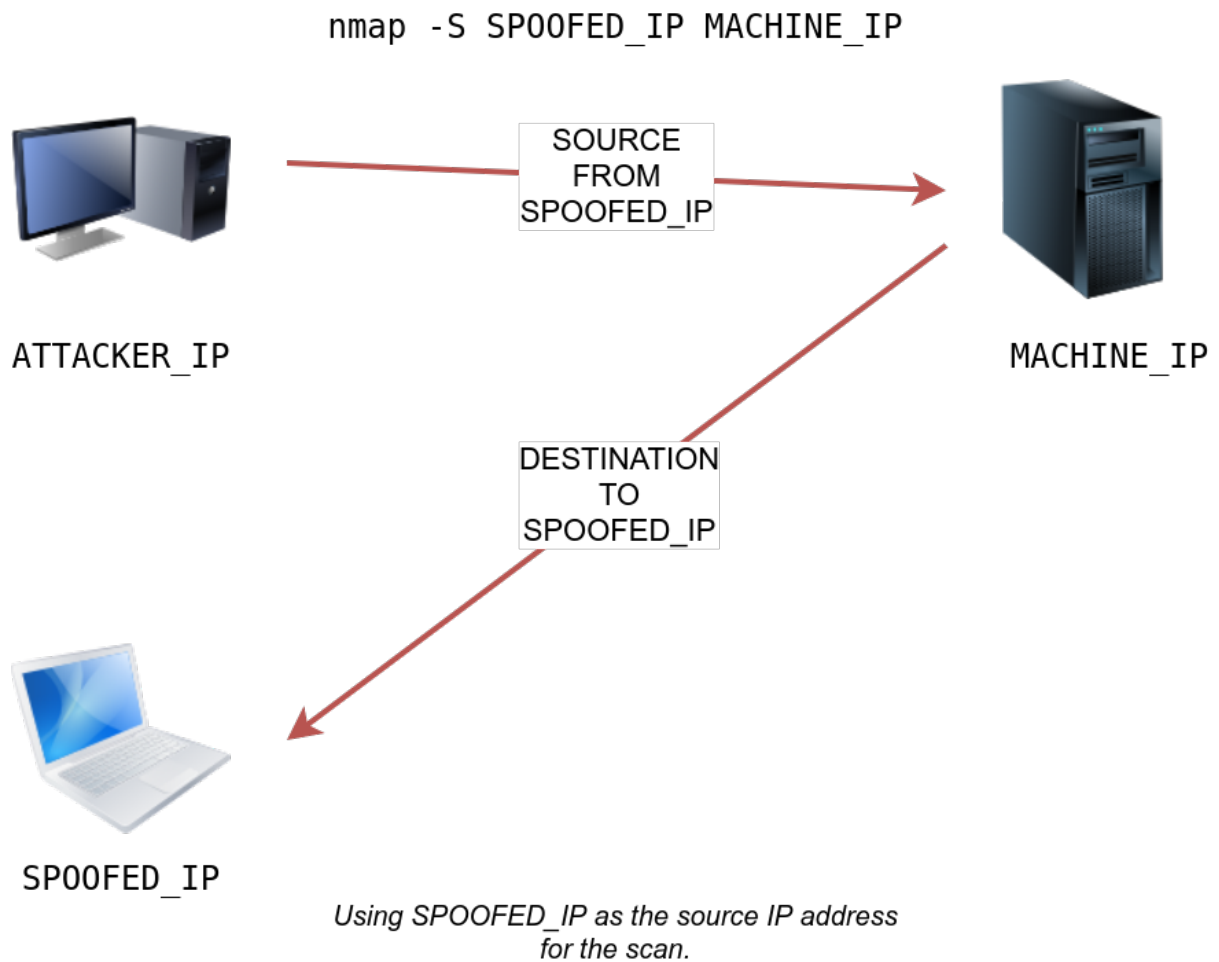 nmap -S SPOOFED_IP MACHINE_IP
SOURCE
FROM
SPOOFED_IP
ATTACKER_IP
MACHINE_IP
DESTINATION
TO
SPOOFED_IP
SPOOFED_IP
Using SPOOFED_IP as the source IP address
for the scan.